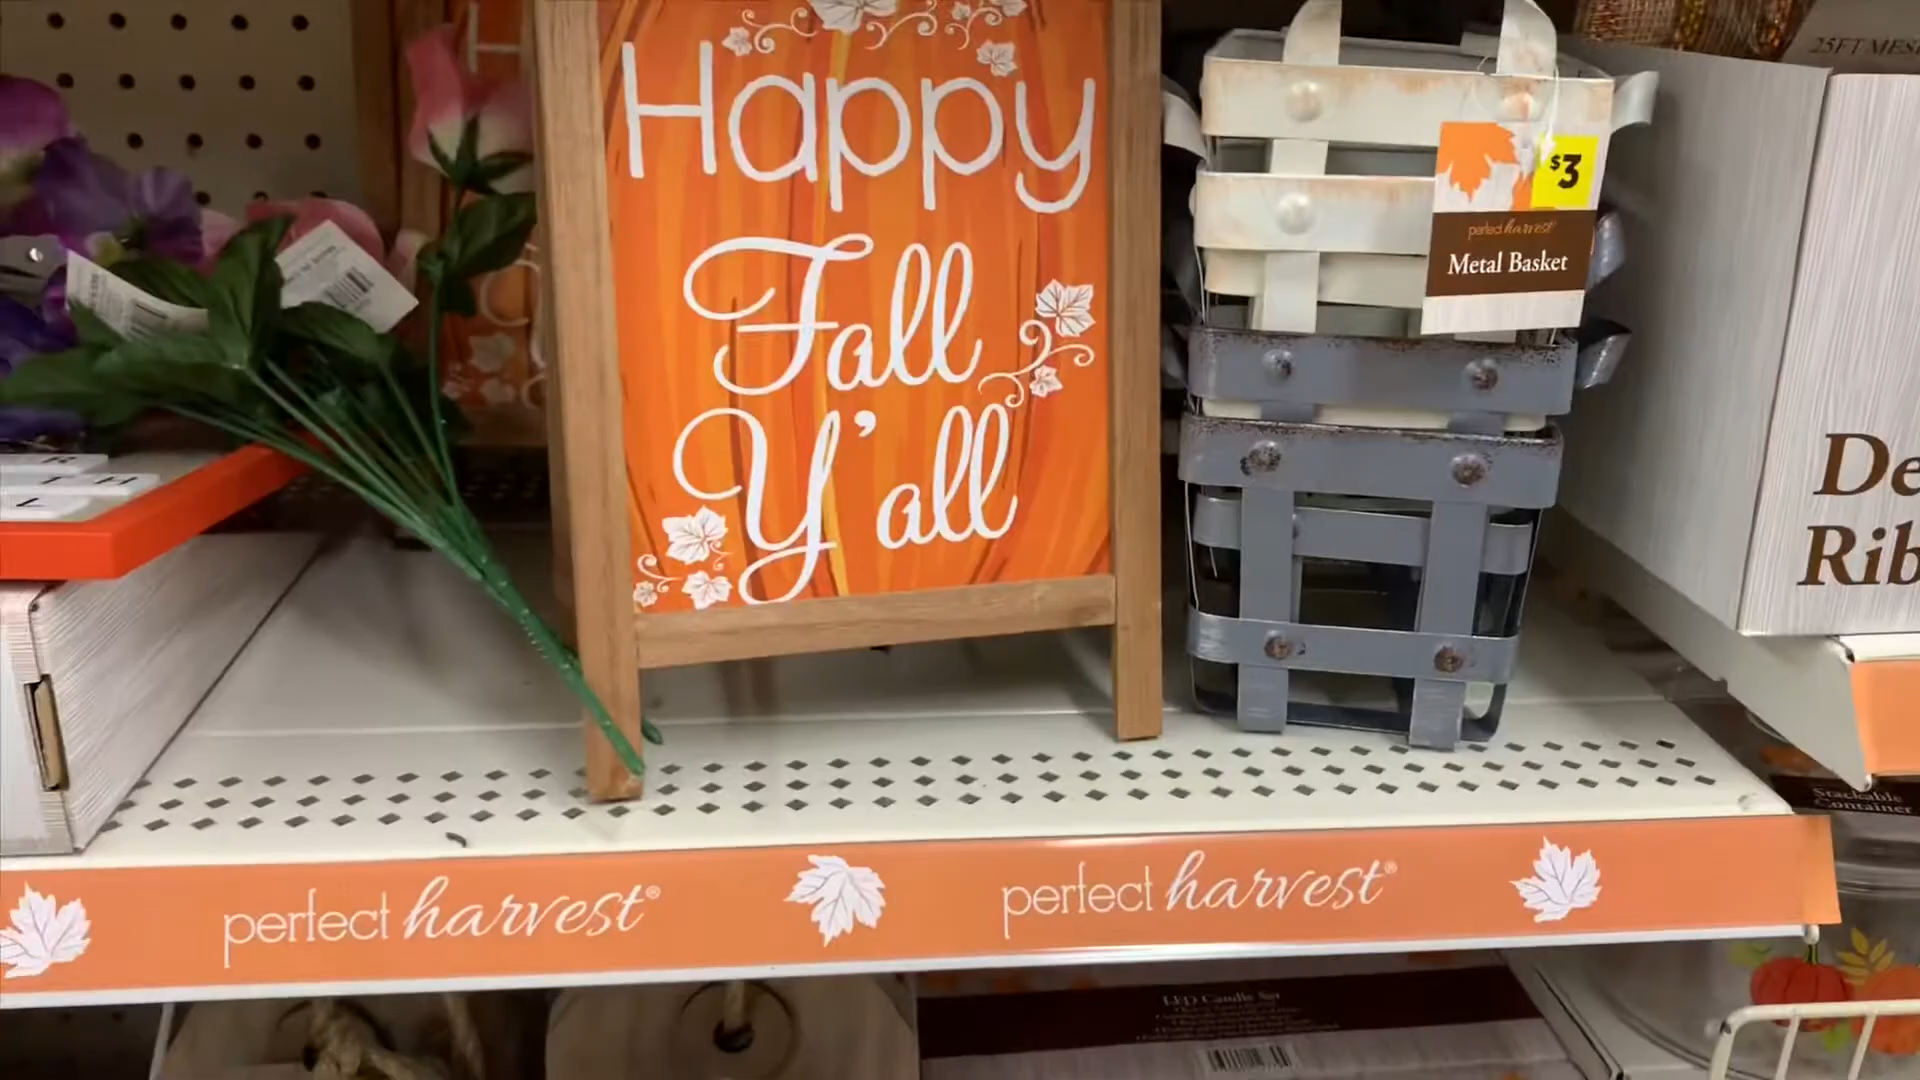 25FT MES
Happy
Fall
Y'all
$3
perfect harvest
Metal Basket
De
Rib
R
T H
L
Stackable
Container
perfect harvest®
perfect harvest®
LED Candle Set